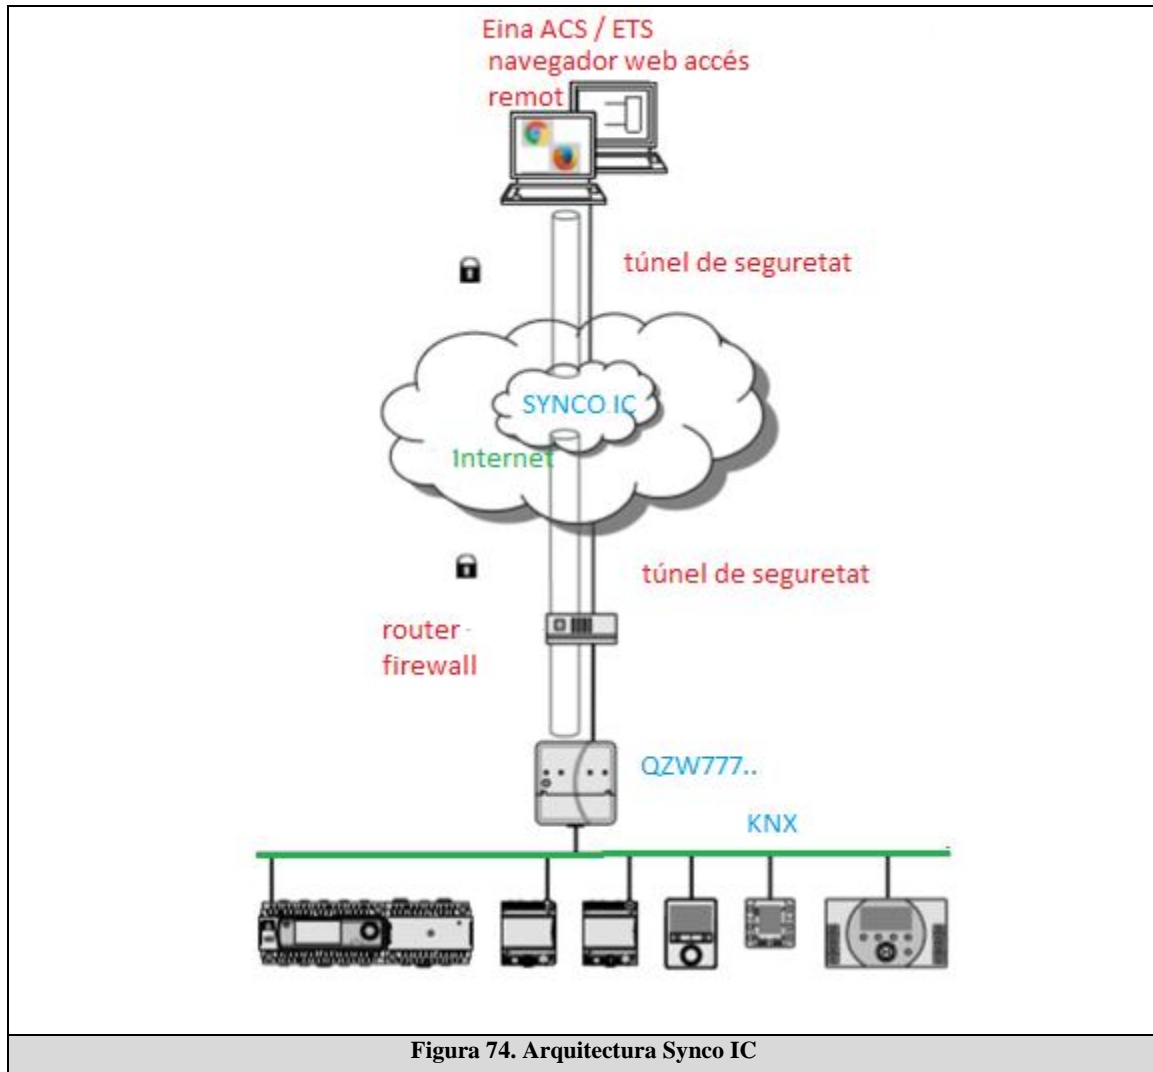 Eina ACS / ETS
navegador web accés
remot
túnel de seguretat
SYNCO IC
Internet
túnel de seguretat
router
firewall
QZW777..
KNX
Figura 74. Arquitectura Synco IC